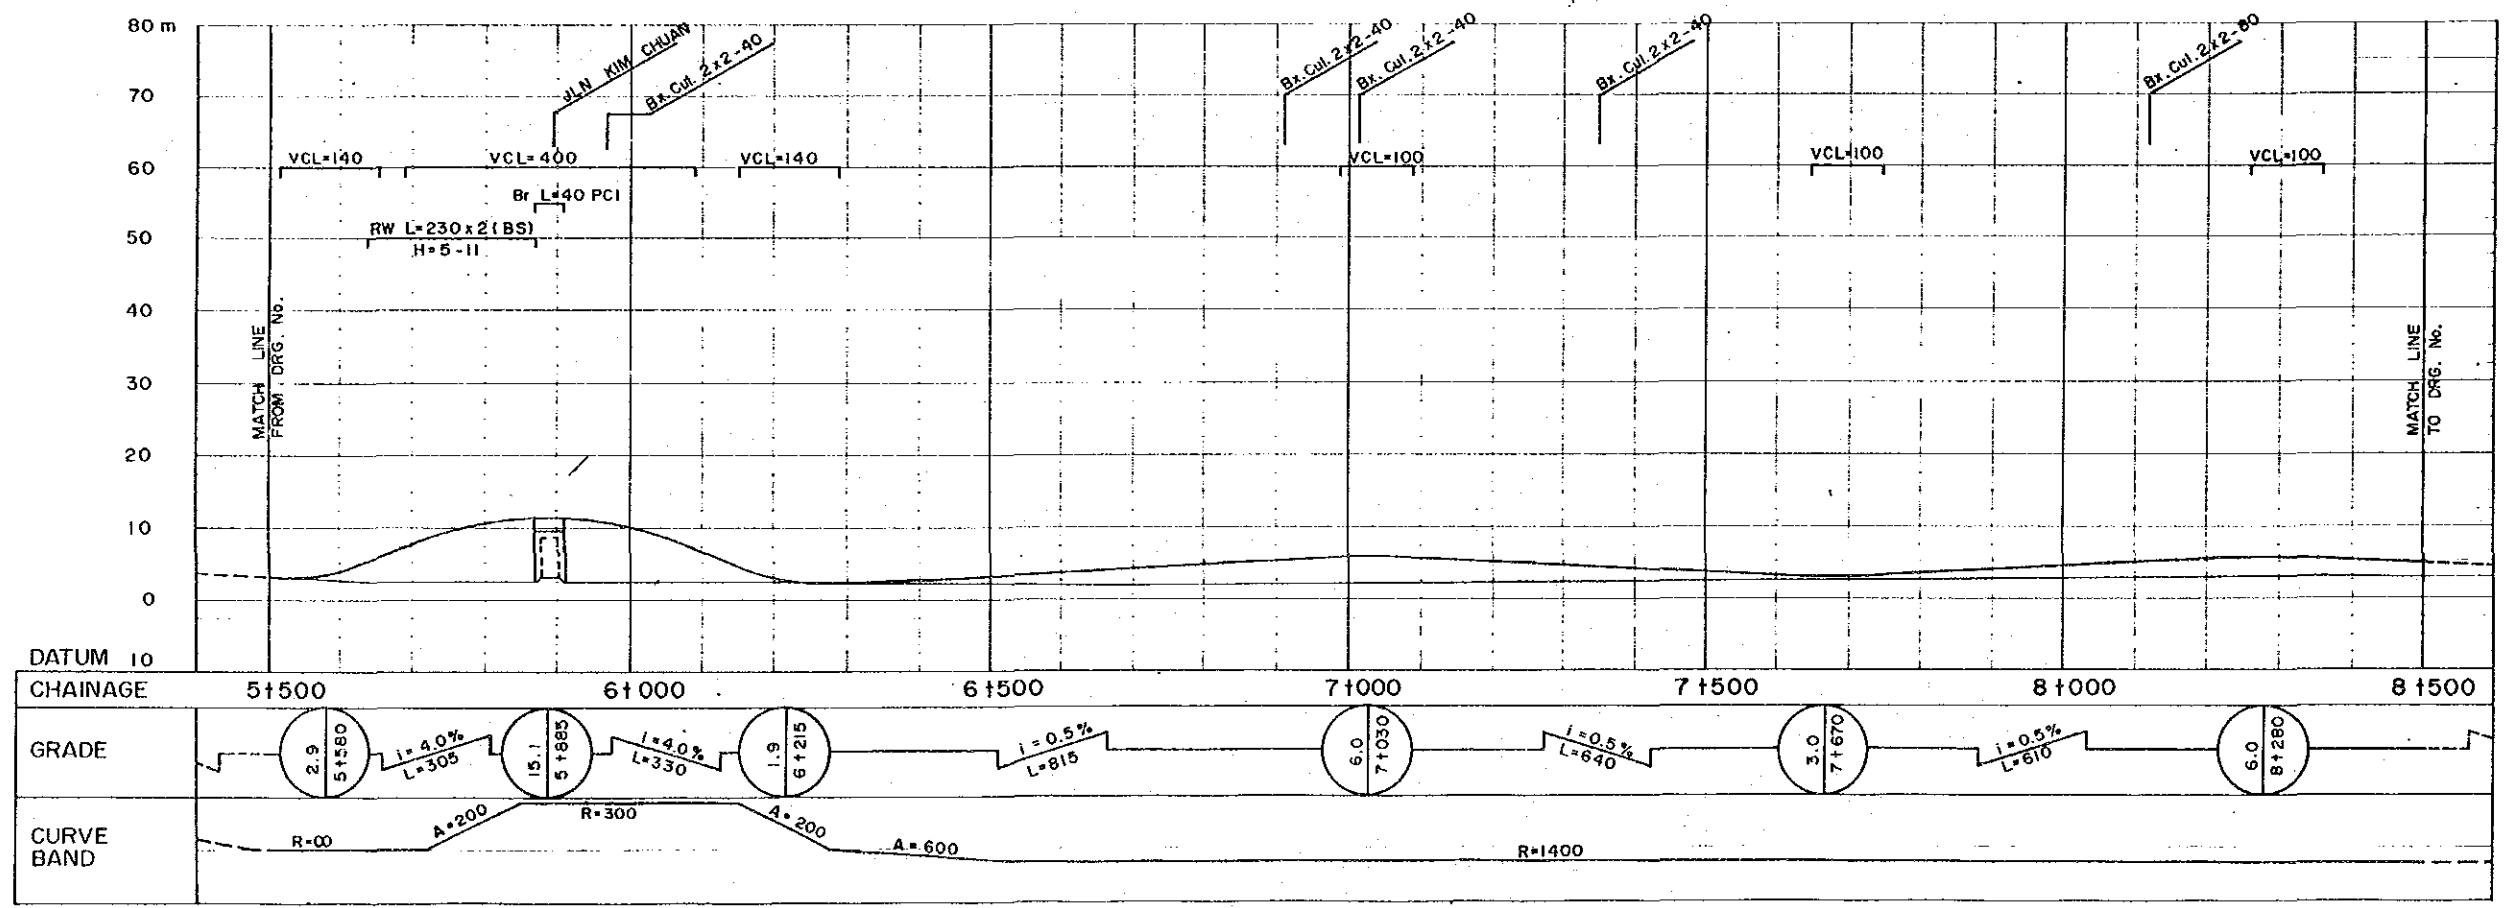 80 m
70
60
50
40
30
20
10
0
DATUM 10
JLN KIM CHUAN
Bx. Cul. 2x2-40
Bx. Cul. 2x2-40
Bx. Cul. 2x2-40
Bx. Cul. 2x2-40
Bx. Cul. 2x2-80
VCL=140
VCL=400
VCL=140
VCL=100
VCL=100
VCL=100
Br L=40 PCI
RW L=230x2(BS)
H=5-11
MATCH LINE
FROM DRG. No.
MATCH LINE
TO DRG. No.
CHAINAGE 5+500 6+000 6+500 7+000 7+500 8+000 8+500
GRADE
2.9
5+580
i=4.0%
L=305
15.1
5+885
i=4.0%
L=330
1.9
6+215
i=0.5%
L=815
6.0
7+030
i=0.5%
L=640
3.0
7+670
i=0.5%
L=610
6.0
8+280
CURVE
BAND
R=∞
A=200
R=300
A=200
A=600
R=1400